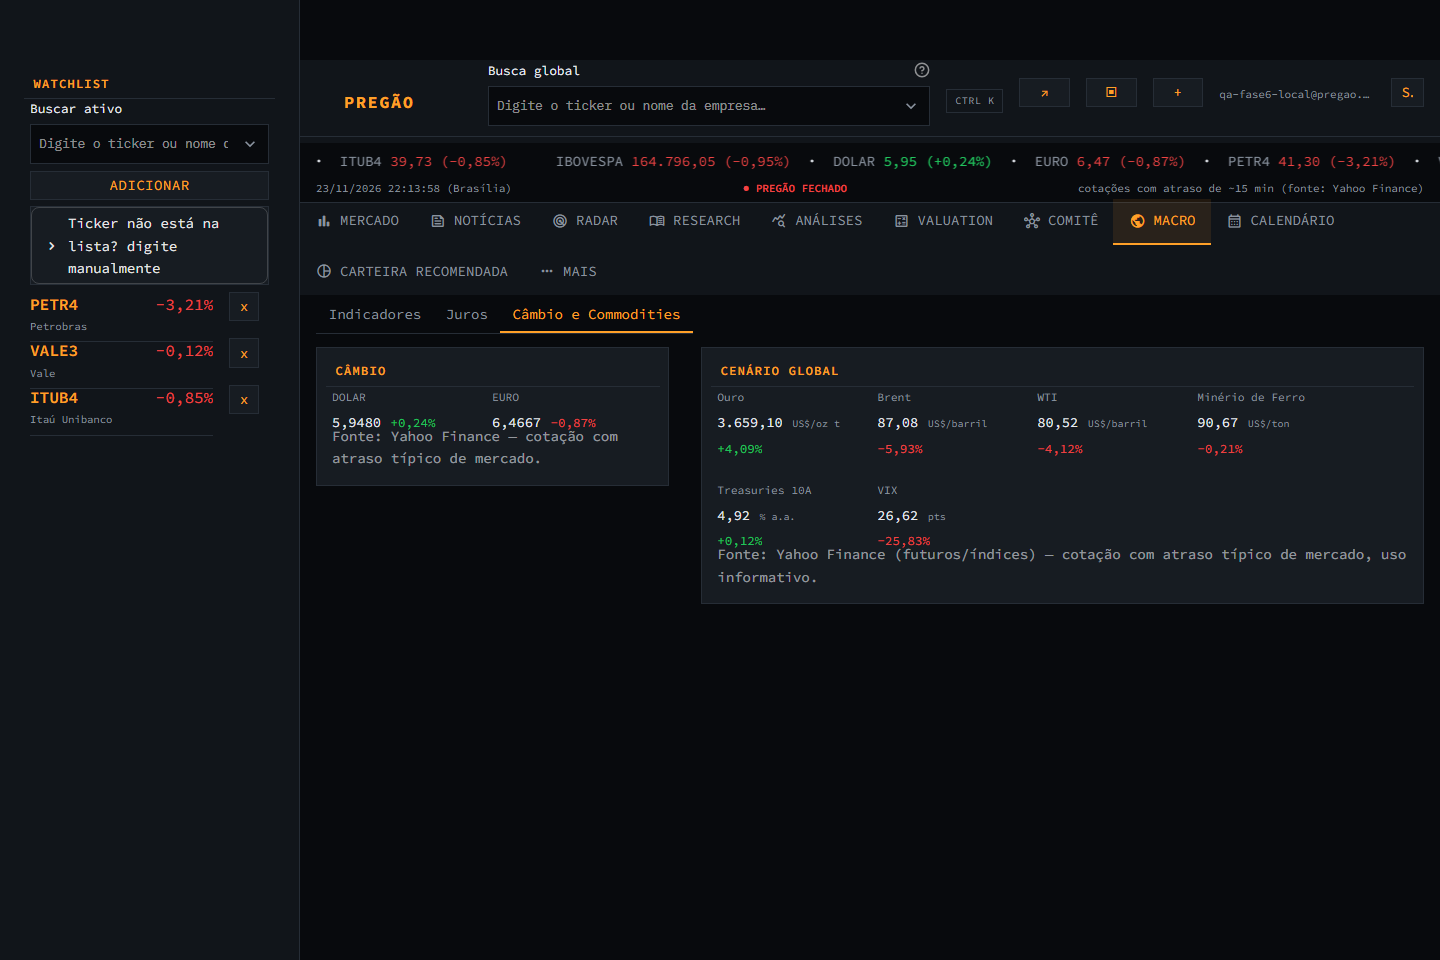 WATCHLIST
Buscar ativo
Digite o ticker ou nome d
ADICIONAR
Ticker não está na
lista? digite
manualmente
PETR4 -3,21% x
Petrobras
VALE3 -0,12% x
Vale
ITUB4 -0,85% x
Itaú Unibanco
PREGÃO
Busca global
Digite o ticker ou nome da empresa…
CTRL K
+
qa-fase6-local@pregao.…
S.
• ITUB4 39,73 (-0,85%) IBOVESPA 164.796,05 (-0,95%) • DOLAR 5,95 (+0,24%) • EURO 6,47 (-0,87%) • PETR4 41,30 (-3,21%) •
23/11/2026 22:13:58 (Brasília) ● PREGÃO FECHADO cotações com atraso de ~15 min (fonte: Yahoo Finance)
MERCADO NOTÍCIAS RADAR RESEARCH ANÁLISES VALUATION COMITÊ MACRO CALENDÁRIO
CARTEIRA RECOMENDADA MAIS
Indicadores Juros Câmbio e Commodities
CÂMBIO
DOLAR EURO
5,9480 +0,24% 6,4667 -0,87%
Fonte: Yahoo Finance — cotação com
atraso típico de mercado.
CENÁRIO GLOBAL
Ouro Brent WTI Minério de Ferro
3.659,10 US$/oz t 87,08 US$/barril 80,52 US$/barril 90,67 US$/ton
+4,09% -5,93% -4,12% -0,21%
Treasuries 10A VIX
4,92 % a.a. 26,62 pts
+0,12% -25,83%
Fonte: Yahoo Finance (futuros/índices) — cotação com atraso típico de mercado, uso
informativo.